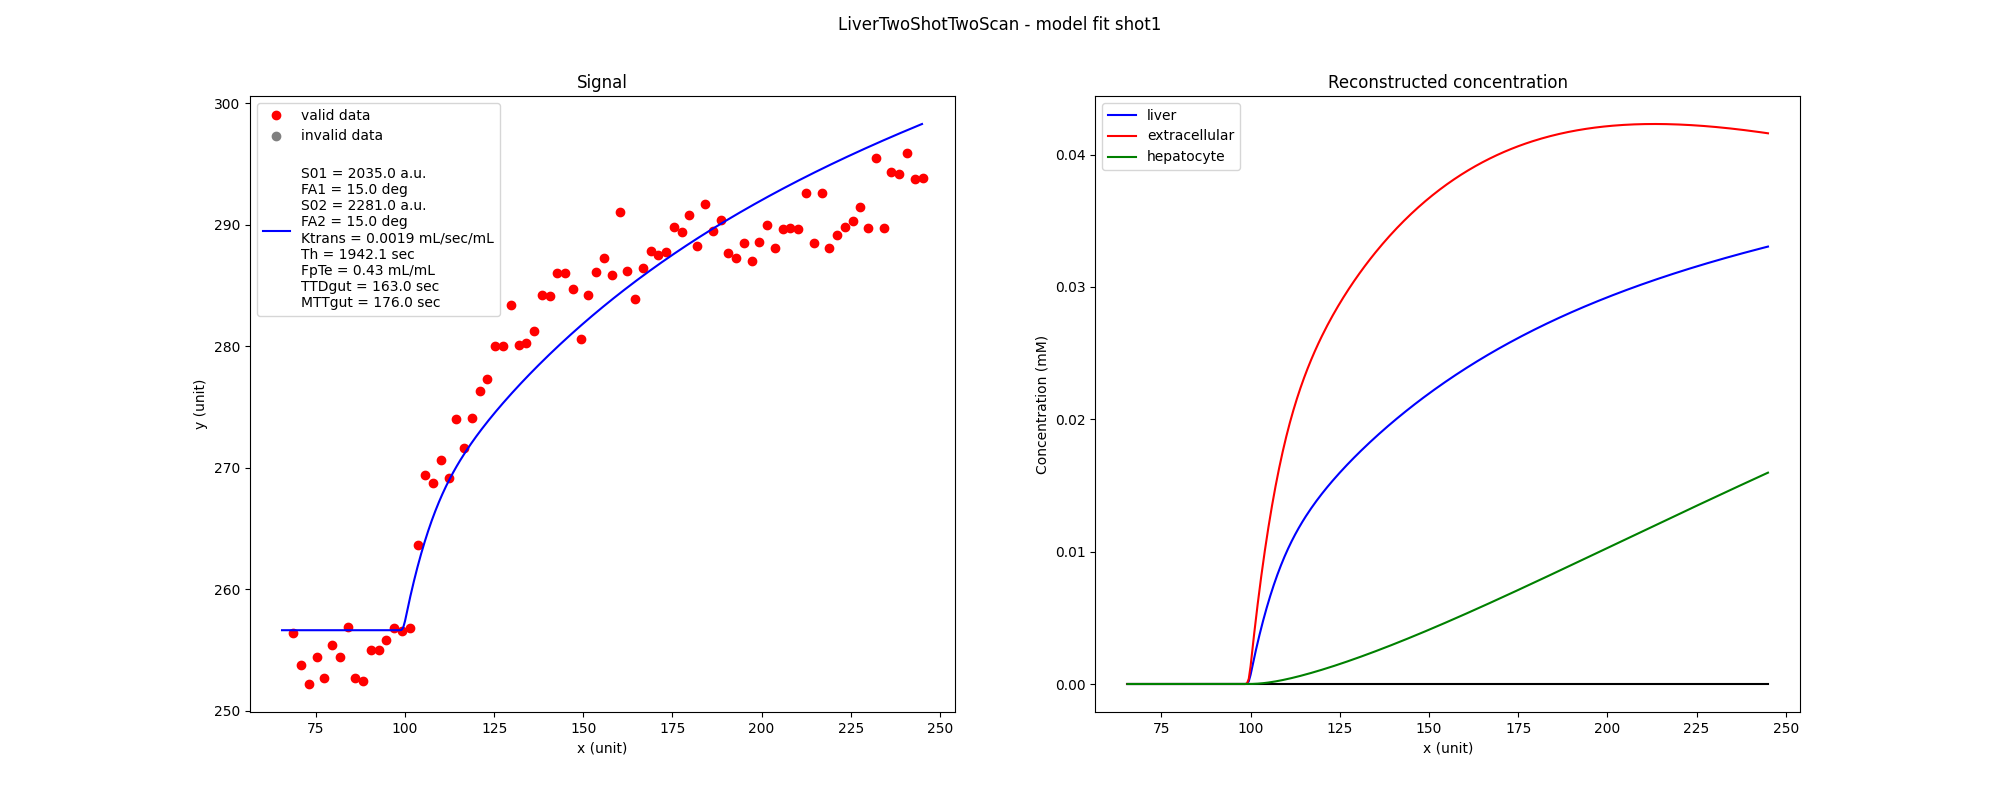 LiverTwoShotTwoScan - model fit shot1
Signal
300
290
280
270
260
250
y (unit)
valid data
invalid data
S01 = 2035.0 a.u.
FA1 = 15.0 deg
S02 = 2281.0 a.u.
FA2 = 15.0 deg
Ktrans = 0.0019 mL/sec/mL
Th = 1942.1 sec
FpTe = 0.43 mL/mL
TTDgut = 163.0 sec
MTTgut = 176.0 sec
75 100 125 150 175 200 225 250
x (unit)
Reconstructed concentration
liver
extracellular
hepatocyte
0.04
0.03
0.02
0.01
0.00
Concentration (mM)
75 100 125 150 175 200 225 250
x (unit)